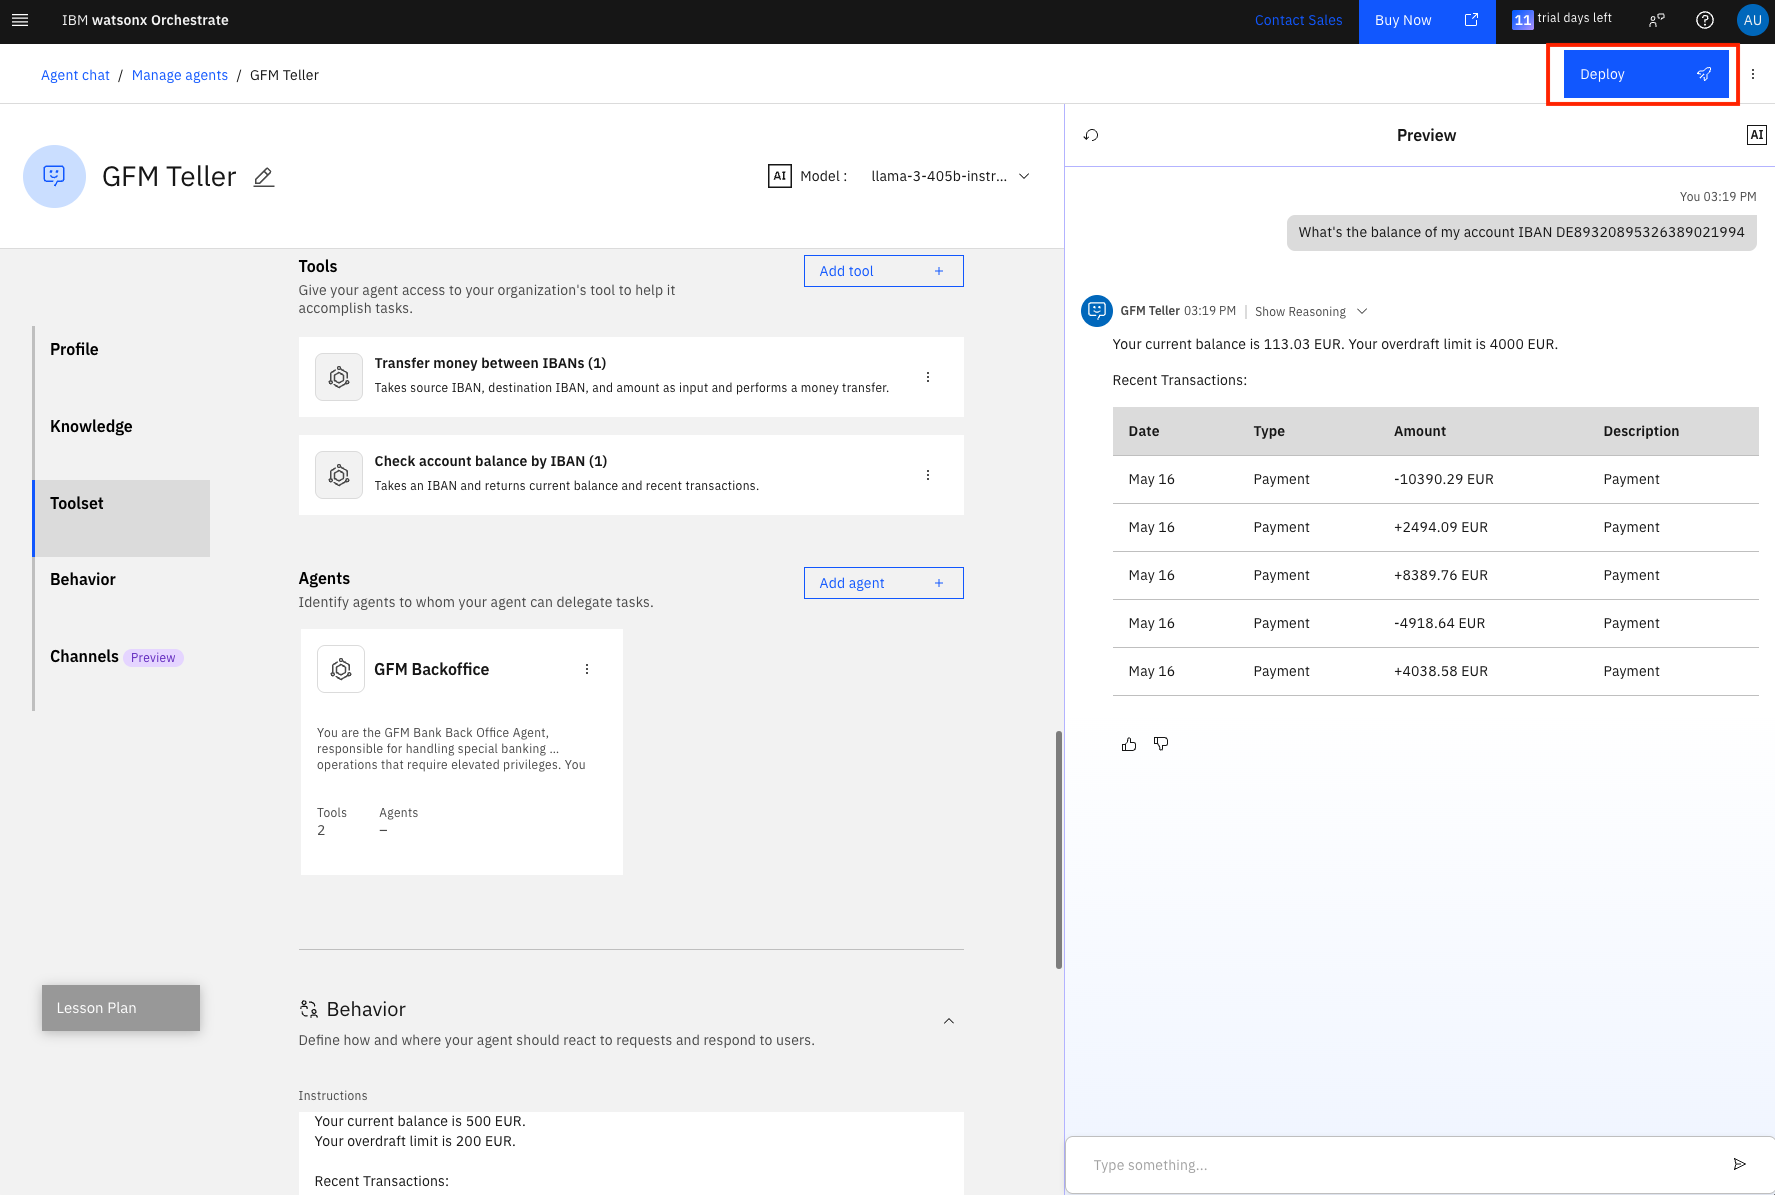 IBM watsonx Orchestrate
Contact Sales
Buy Now
11 trial days left
AU
Agent chat / Manage agents / GFM Teller
Deploy
GFM Teller
AI Model : llama-3-405b-instr...
Profile
Knowledge
Toolset
Behavior
Channels Preview
Lesson Plan
Tools
Give your agent access to your organization's tool to help it
accomplish tasks.
Add tool +
Transfer money between IBANs (1)
Takes source IBAN, destination IBAN, and amount as input and performs a money transfer.
Check account balance by IBAN (1)
Takes an IBAN and returns current balance and recent transactions.
Agents
Identify agents to whom your agent can delegate tasks.
Add agent +
GFM Backoffice
You are the GFM Bank Back Office Agent,
responsible for handling special banking ...
operations that require elevated privileges. You
Tools Agents
2 –
Behavior
Define how and where your agent should react to requests and respond to users.
Instructions
Your current balance is 500 EUR.
Your overdraft limit is 200 EUR.
Recent Transactions:
Preview
AI
You 03:19 PM
What's the balance of my account IBAN DE89320895326389021994
GFM Teller 03:19 PM | Show Reasoning
Your current balance is 113.03 EUR. Your overdraft limit is 4000 EUR.
Recent Transactions:
Date Type Amount Description
May 16 Payment -10390.29 EUR Payment
May 16 Payment +2494.09 EUR Payment
May 16 Payment +8389.76 EUR Payment
May 16 Payment -4918.64 EUR Payment
May 16 Payment +4038.58 EUR Payment
Type something...